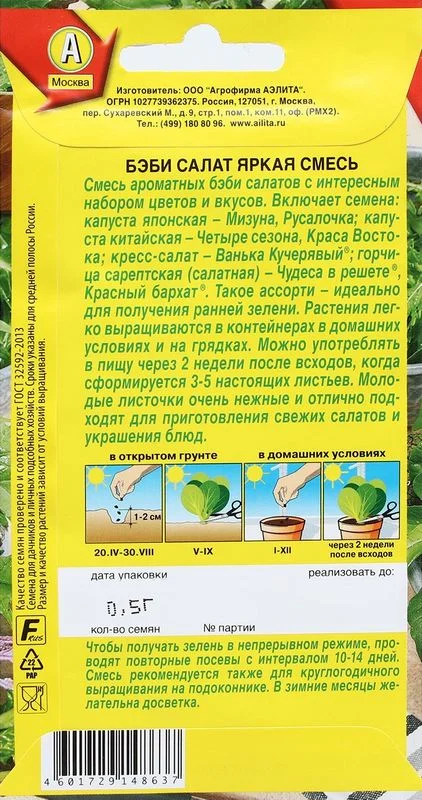 А
Москва
Изготовитель: ООО "Агрофирма АЭЛИТА".
ОГРН 1027739362375. Россия, 127051, г. Москва,
пер. Сухаревский М., д.9, стр.1, пом.1, ком.11, оф. (РМХ2).
Тел.: (499) 180 80 96. www.ailita.ru
БЭБИ САЛАТ ЯРКАЯ СМЕСЬ
Смесь ароматных бэби салатов с интересным
набором цветов и вкусов. Включает семена:
капуста японская – Мизуна, Русалочка; капу-
ста китайская – Четыре сезона, Краса Восто-
ка; кресс-салат – Ванька Кучерявый®; горчи-
ца сарептская (салатная) – Чудеса в решете®,
Красный бархат®. Такое ассорти – идеально
для получения ранней зелени. Растения лег-
ко выращиваются в контейнерах в домашних
условиях и на грядках. Можно употреблять
в пищу через 2 недели после всходов, когда
сформируется 3-5 настоящих листьев. Моло-
дые листочки очень нежные и отлично под-
ходят для приготовления свежих салатов и
украшения блюд.
Качество семян проверено и соответствует ГОСТ 32592-2013
Семена для дачников и личных подсобных хозяйств. Сроки указаны для средней полосы России.
Размер и качество растений зависит от условий выращивания.
в открытом грунте
в домашних условиях
1-2 см
20.IV-30.VIII
V-IX
I-XII
через 2 недели
после всходов
дата упаковки
реализовать до:
0,5Г
кол-во семян
№ партии
F
22
PAP
Чтобы получать зелень в непрерывном режиме, про-
водят повторные посевы с интервалом 10-14 дней.
Смесь рекомендуется также для круглогодичного
выращивания на подоконнике. В зимние месяцы же-
лательна досветка.
4 601729 148637